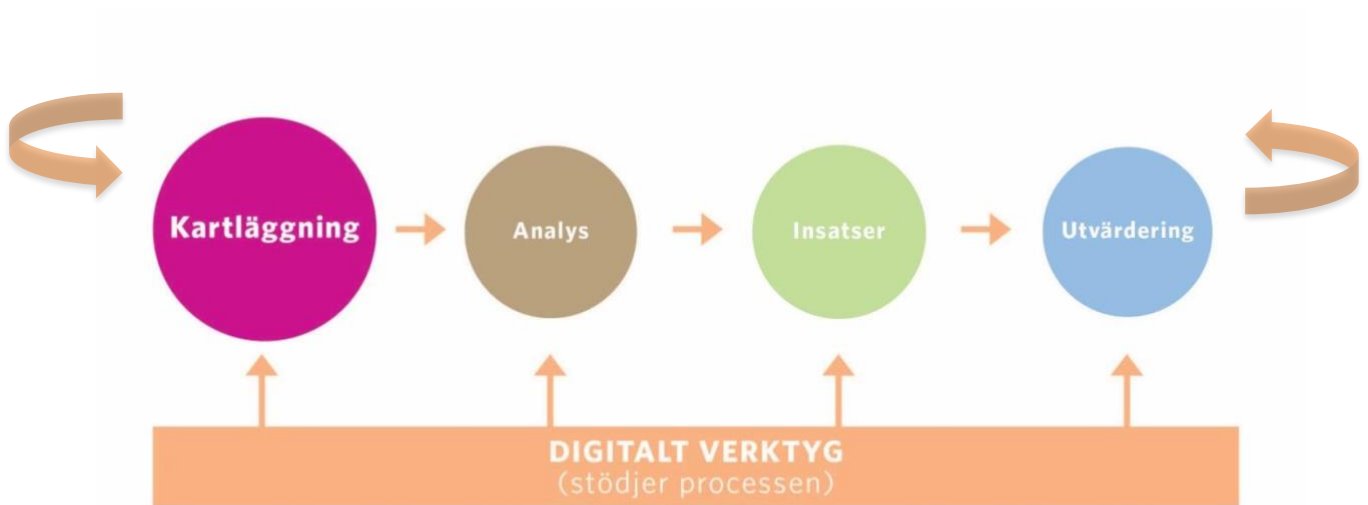 Kartläggning
Analys
Insatser
Utvärdering
DIGITALT VERKTYG
(stödjer processen)